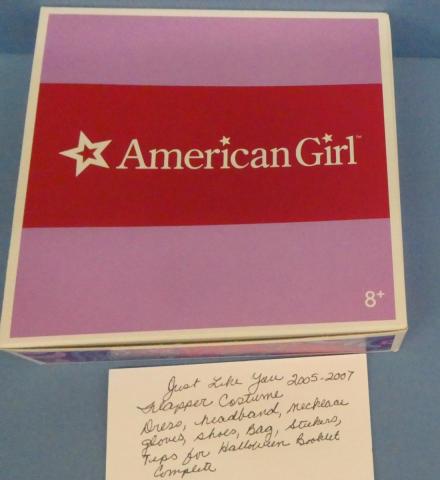 American Girl™
8+
Just Like You 2005-2007
Flapper Costume
Dress, headband, necklace
gloves, shoes, Bag, Stickers,
Tips for Halloween Booklet
Complete